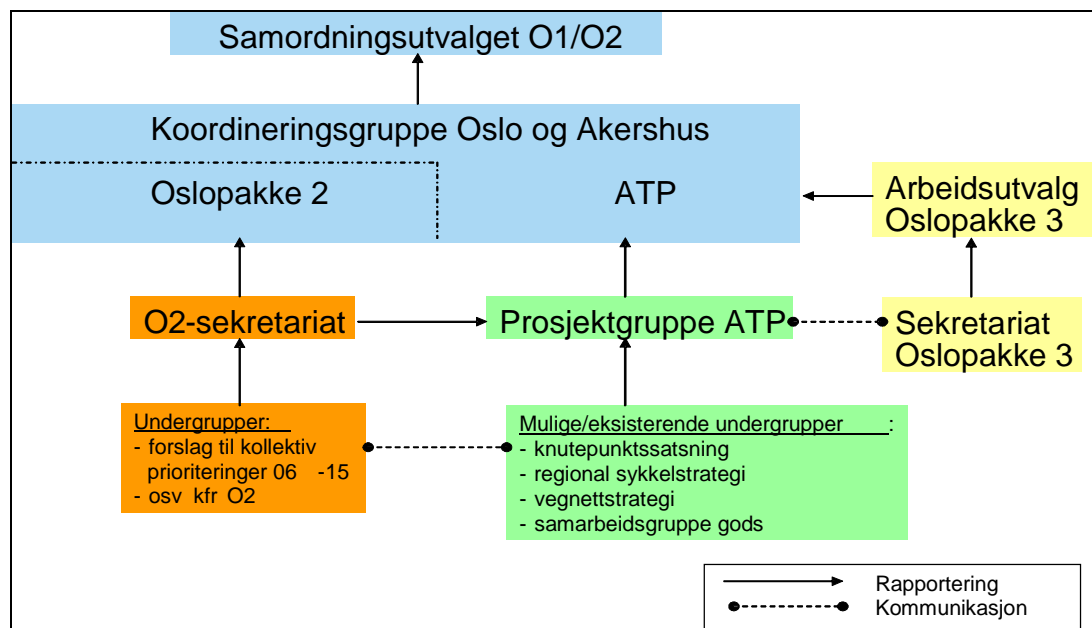 Samordningsutvalget O1/O2
Koordineringsgruppe Oslo og Akershus
Oslopakke 2
ATP
Arbeidsutvalg
Oslopakke 3
O2-sekretariat
Prosjektgruppe ATP
Sekretariat
Oslopakke 3
Undergrupper:
- forslag til kollektiv
prioriteringer 06 -15
- osv kfr O2
Mulige/eksisterende undergrupper :
- knutepunktssatsning
- regional sykkelstrategi
- vegnettstrategi
- samarbeidsgruppe gods
Rapportering
Kommunikasjon